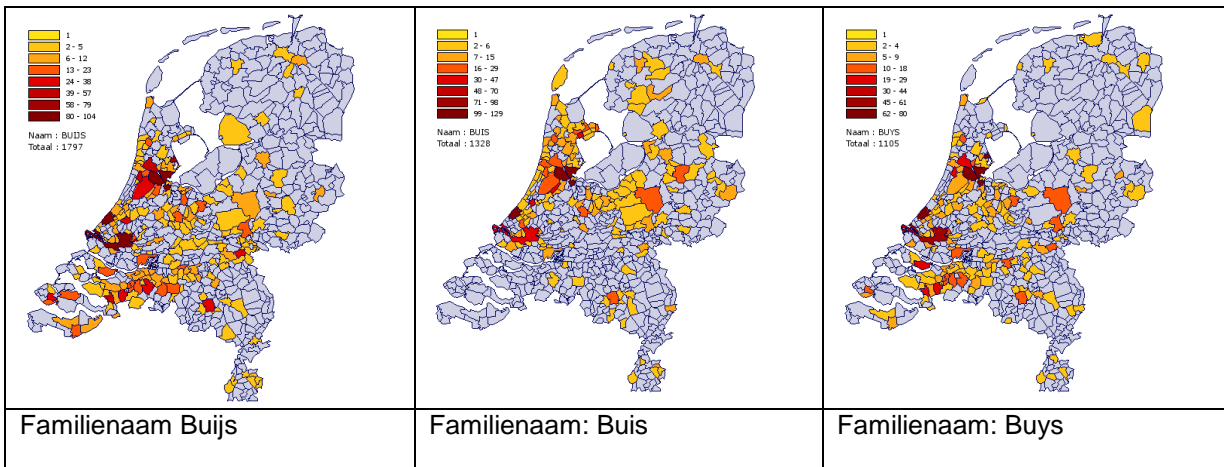 1
2 - 5
6 - 12
13 - 23
24 - 38
39 - 57
58 - 79
80 - 104
Naam : BUIJS
Totaal : 1797
1
2 - 6
7 - 15
16 - 29
30 - 47
48 - 70
71 - 98
99 - 129
Naam : BUIS
Totaal : 1328
1
2 - 4
5 - 9
10 - 18
19 - 29
30 - 44
45 - 61
62 - 80
Naam : BUYS
Totaal : 1105
Familienaam Buijs
Familienaam: Buis
Familienaam: Buys